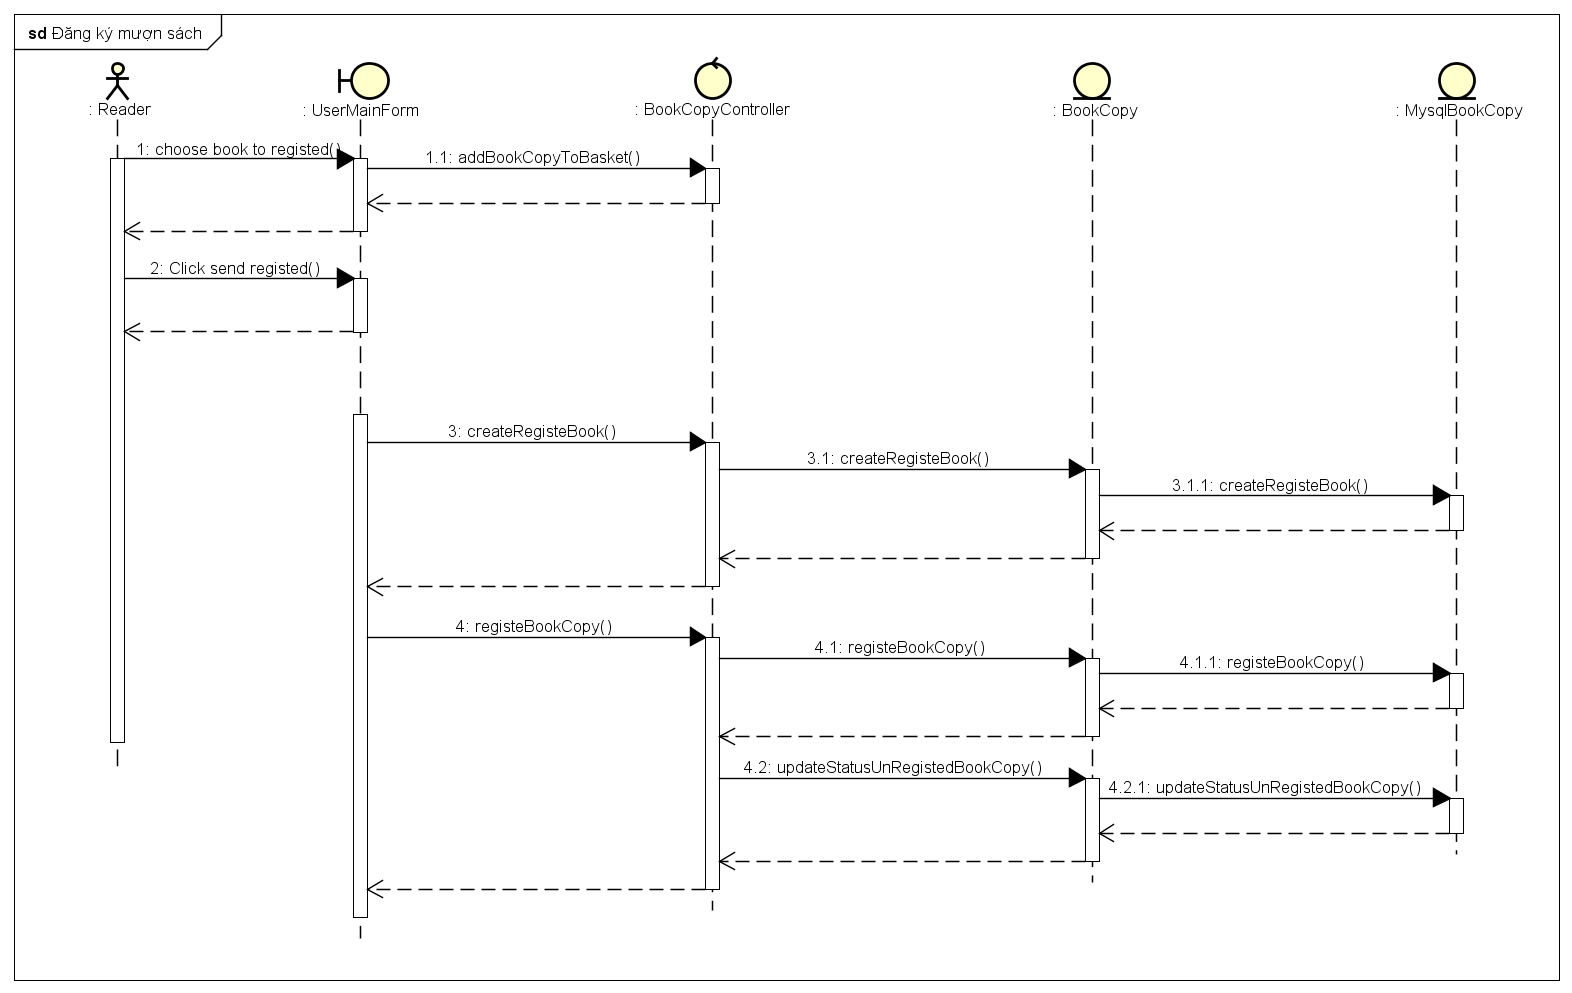 sd Đăng ký mượn sách
: Reader
: UserMainForm
: BookCopyController
: BookCopy
: MysqlBookCopy
1: choose book to registed()
1.1: addBookCopyToBasket()
2: Click send registed()
3: createRegisteBook()
3.1: createRegisteBook()
3.1.1: createRegisteBook()
4: registeBookCopy()
4.1: registeBookCopy()
4.1.1: registeBookCopy()
4.2: updateStatusUnRegistedBookCopy()
4.2.1: updateStatusUnRegistedBookCopy()